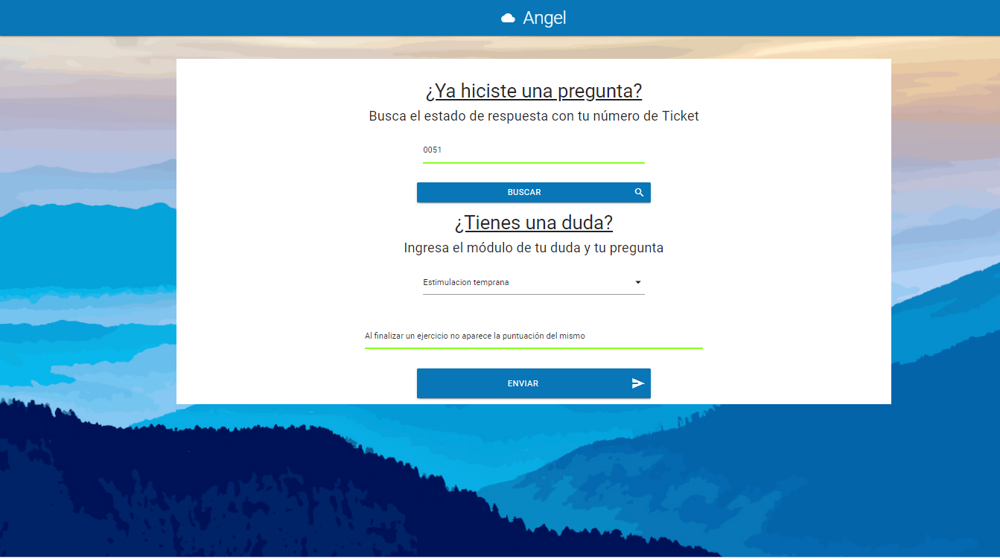 Angel
¿Ya hiciste una pregunta?
Busca el estado de respuesta con tu número de Ticket
0051
BUSCAR
¿Tienes una duda?
Ingresa el módulo de tu duda y tu pregunta
Estimulacion temprana
Al finalizar un ejercicio no aparece la puntuación del mismo
ENVIAR